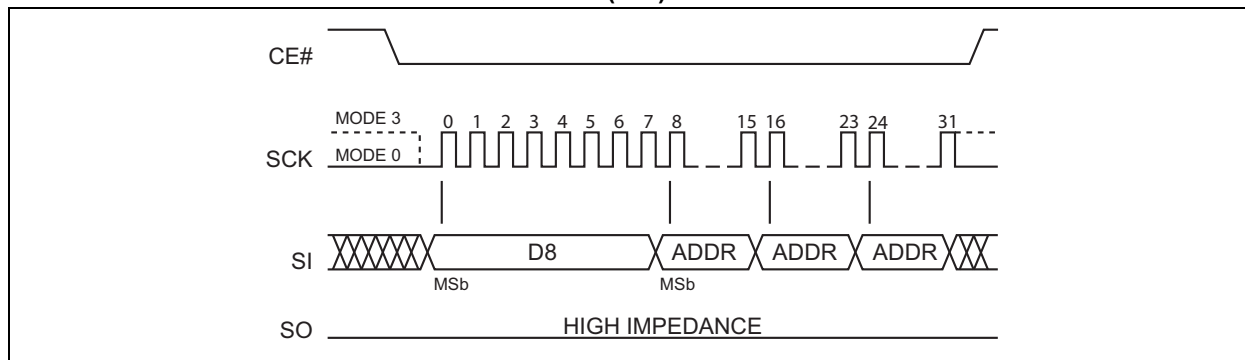 CE#
MODE 3
0 1 2 3 4 5 6 7 8 15 16 23 24 31
SCK
MODE 0
SI
D8 ADDR ADDR ADDR
MSb MSb
SO
HIGH IMPEDANCE